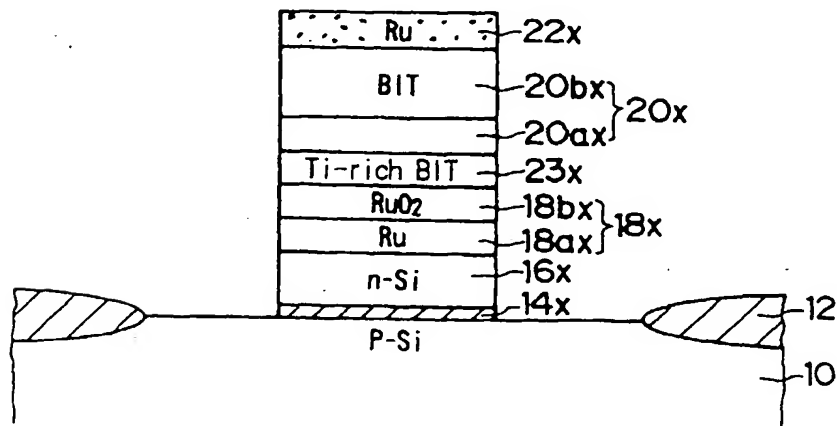 Ru 22x
BIT 20bx
20x
20ax
Ti-rich BIT 23x
RuO₂ 18bx
18x
Ru 18ax
n-Si 16x
14x
12
P-Si
10